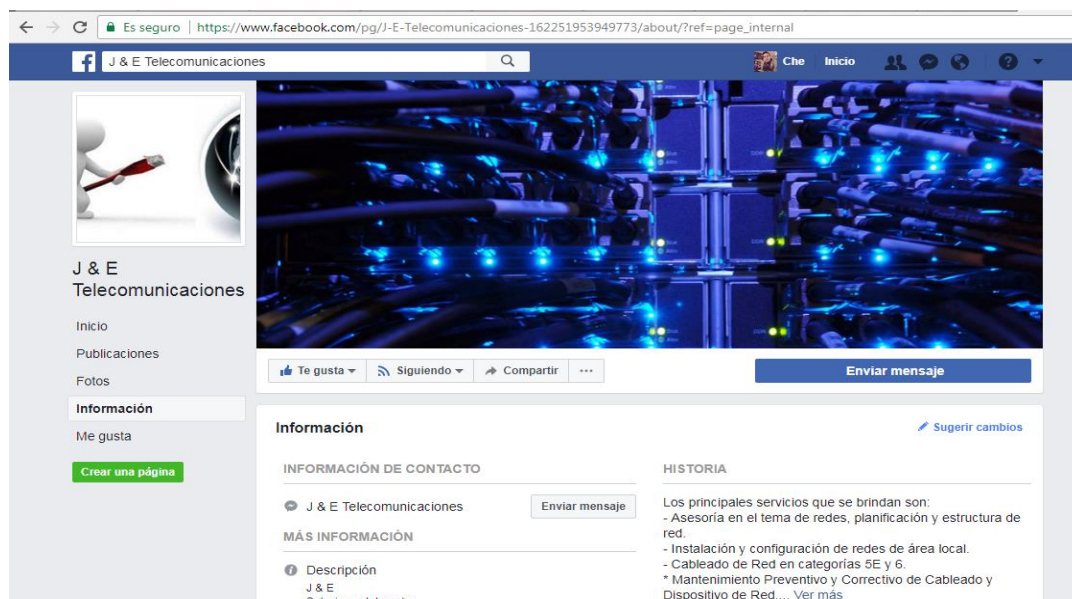 Es seguro | https://www.facebook.com/pg/J-E-Telecomunicaciones-162251953949773/about/?ref=page_internal
J & E Telecomunicaciones
Che Inicio
J & E
Telecomunicaciones
Inicio
Publicaciones
Fotos
Información
Me gusta
Crear una página
Te gusta Siguiendo Compartir ...
Enviar mensaje
Información
Sugerir cambios
INFORMACIÓN DE CONTACTO
J & E Telecomunicaciones
Enviar mensaje
MÁS INFORMACIÓN
Descripción
J & E
HISTORIA
Los principales servicios que se brindan son:
- Asesoría en el tema de redes, planificación y estructura de
red.
- Instalación y configuración de redes de área local.
- Cableado de Red en categorías 5E y 6.
* Mantenimiento Preventivo y Correctivo de Cableado y
Dispositivo de Red.... Ver más